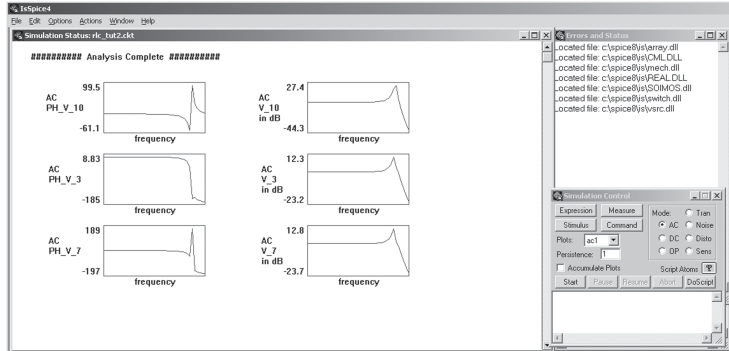 IsSpice4
File Edit Options Actions Window Help
Simulation Status: rlc_tut2.ckt
########## Analysis Complete ##########
99.5
AC
PH_V_10
-61.1
frequency
27.4
AC
V_10
in dB
-44.3
frequency
8.83
AC
PH_V_3
-185
frequency
12.3
AC
V_3
in dB
-23.2
frequency
189
AC
PH_V_7
-197
frequency
12.8
AC
V_7
in dB
-23.7
frequency
Errors and Status
Located file: c:\spice8\is\array.dll
Located file: c:\spice8\is\CML.DLL
Located file: c:\spice8\is\mech.dll
Located file: c:\spice8\is\REAL.DLL
Located file: c:\spice8\is\SOIMOS.dll
Located file: c:\spice8\is\switch.dll
Located file: c:\spice8\is\vsrc.dll
Simulation Control
Expression Measure
Stimulus Command
Plots: ac1
Persistence: 1
Accumulate Plots
Mode: Tran
AC Noise
DC Disto
OP Sens
Script Atoms
Start Pause Resume Abort DoScript